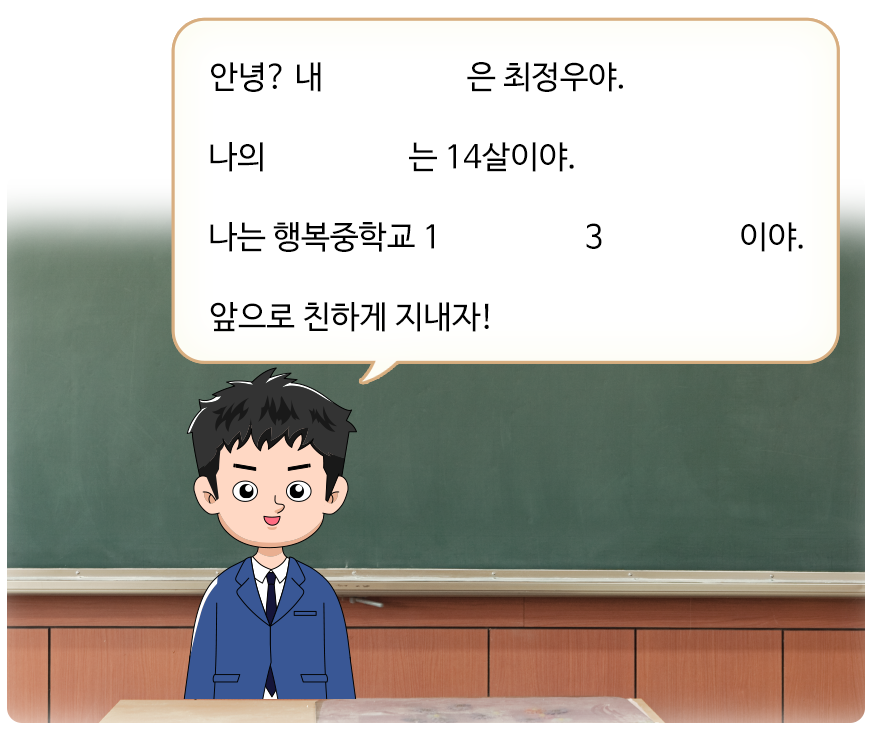 안녕? 내 은 최정우야.
나의 는 14살이야.
나는 행복중학교 1 3 이야.
앞으로 친하게 지내자!